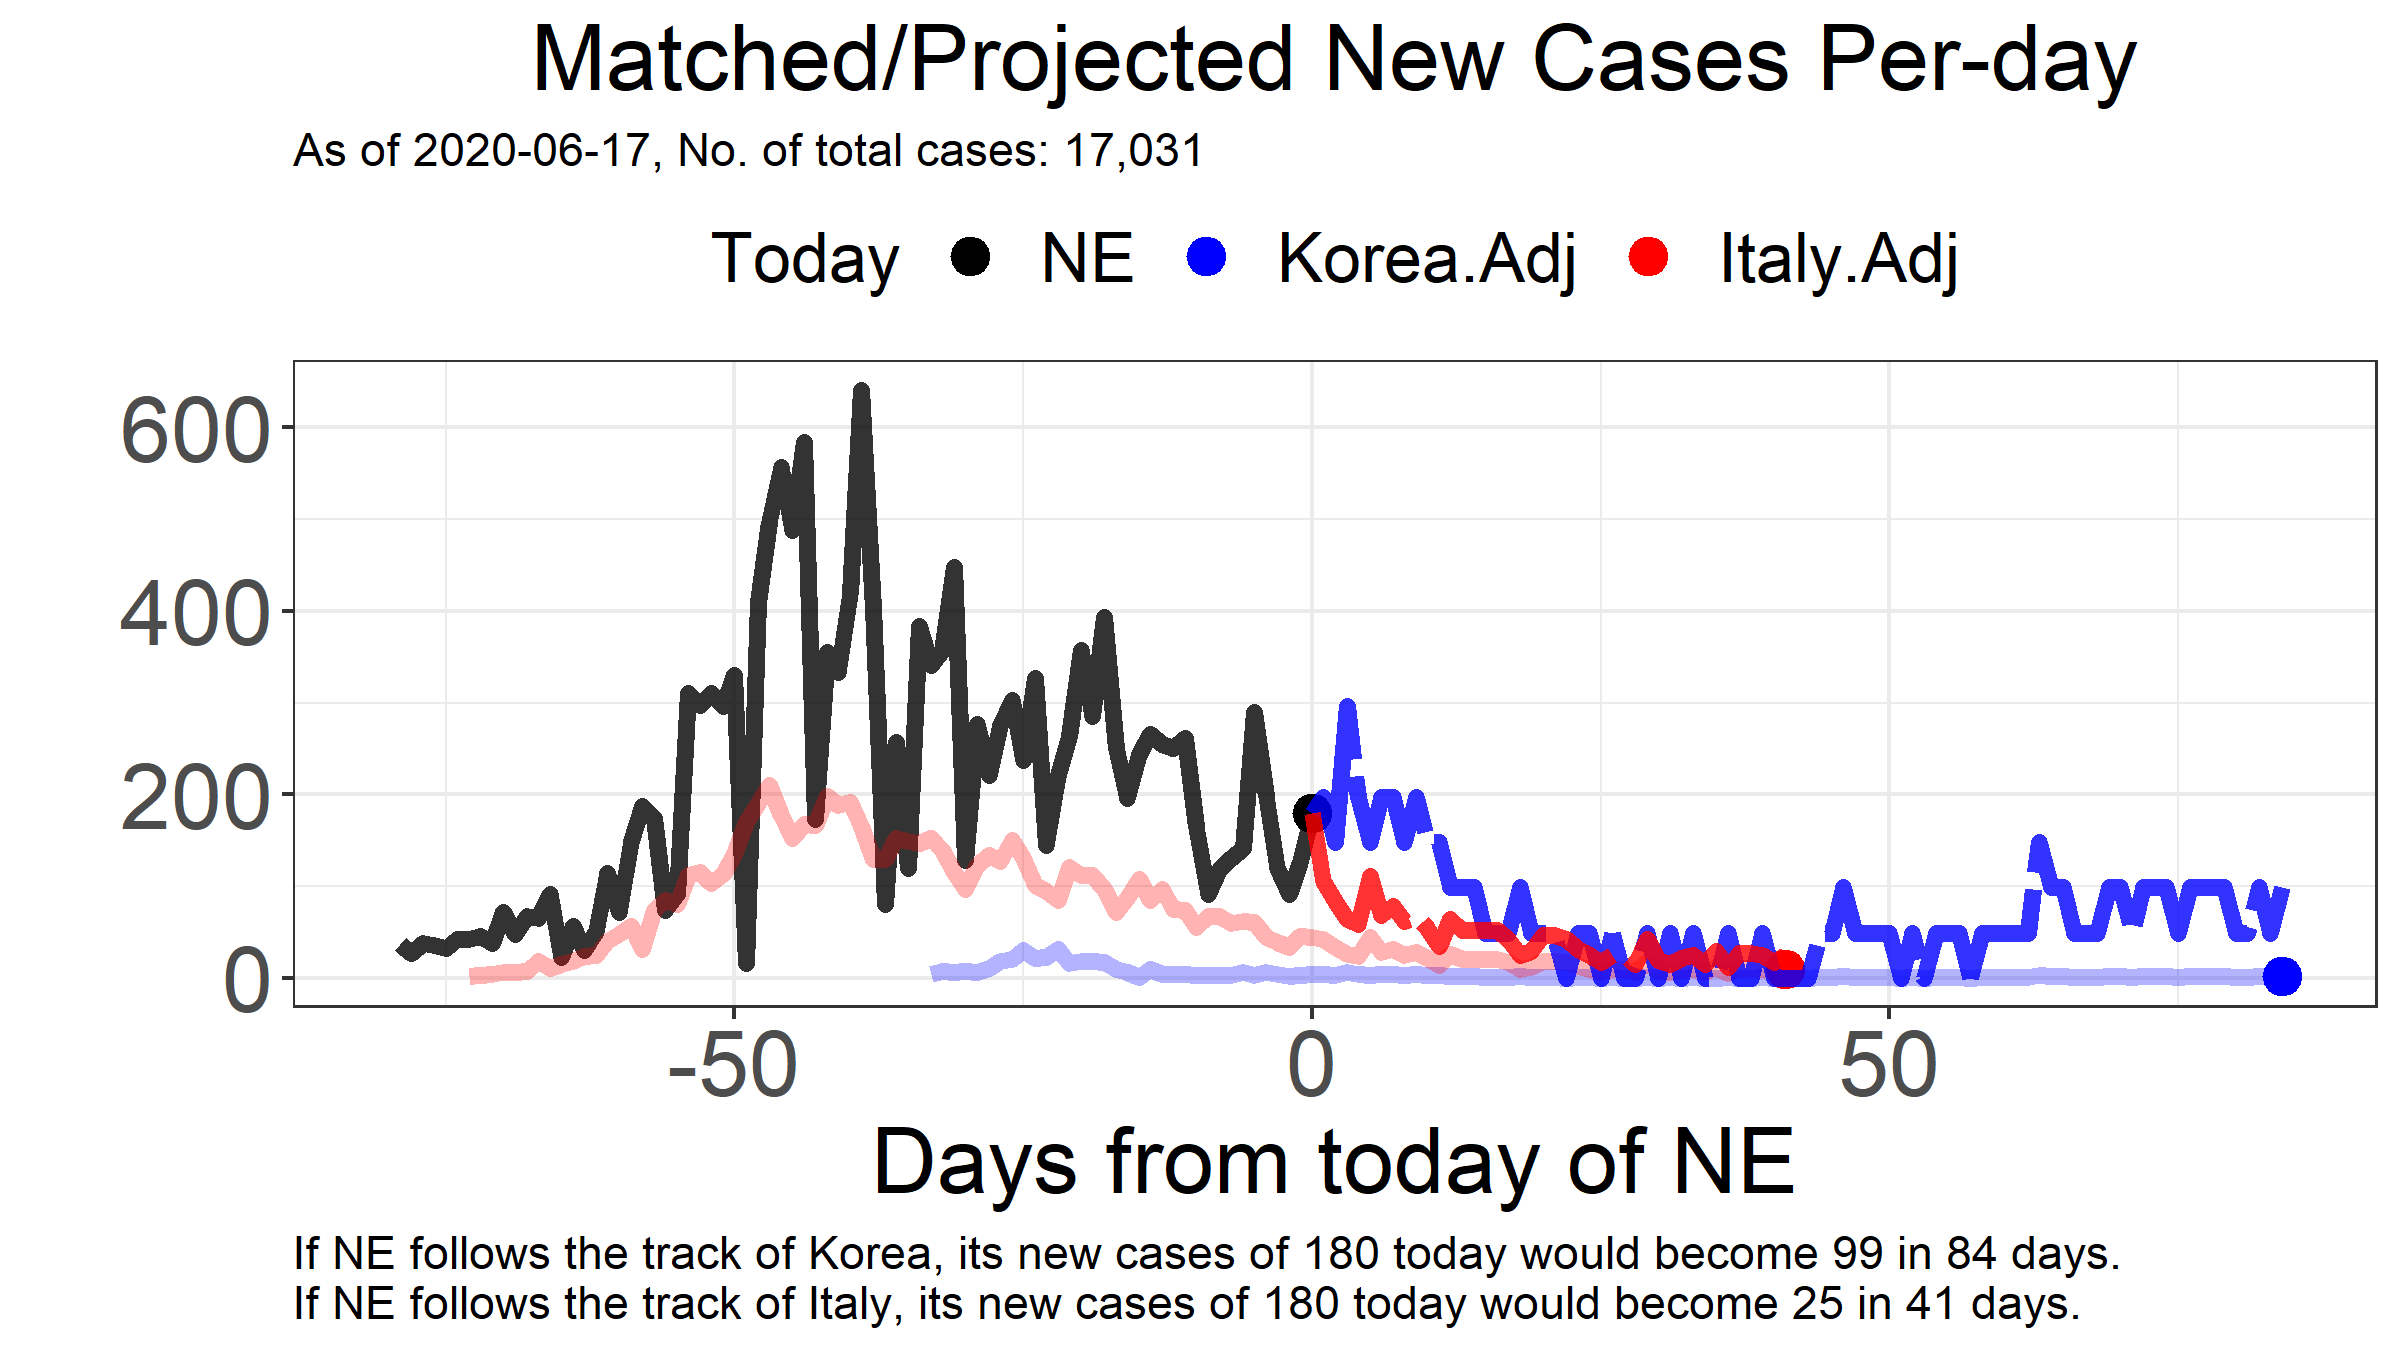 Matched/Projected New Cases Per-day
As of 2020-06-17, No. of total cases: 17,031
Today NE Korea.Adj Italy.Adj
600
400
200
0
-50 0 50
Days from today of NE
If NE follows the track of Korea, its new cases of 180 today would become 99 in 84 days.
If NE follows the track of Italy, its new cases of 180 today would become 25 in 41 days.